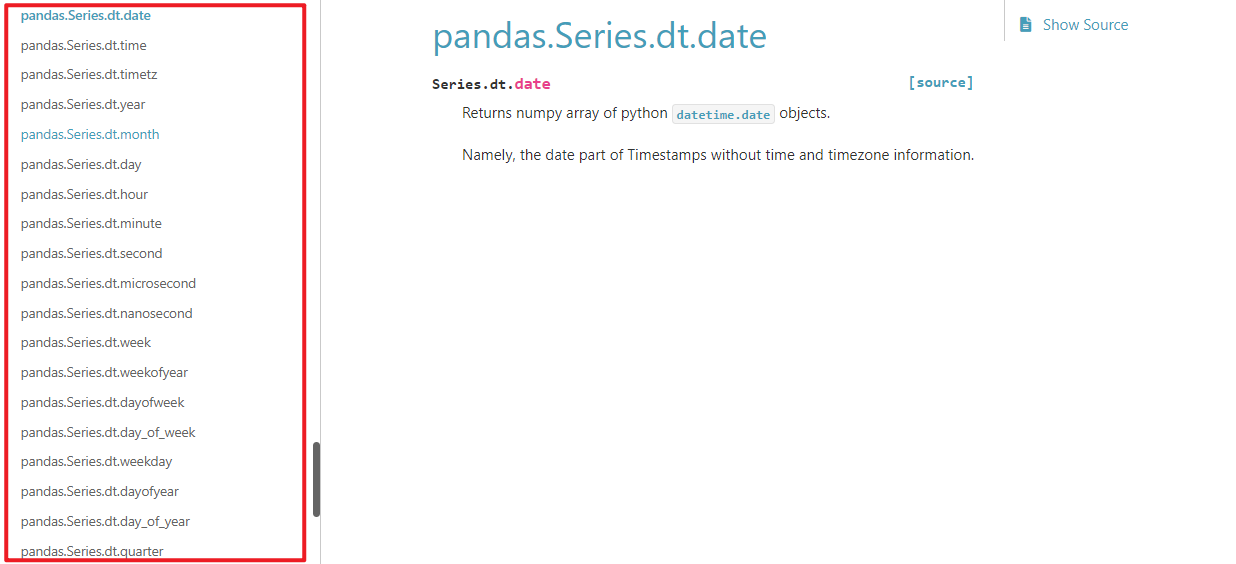 pandas.Series.dt.date
pandas.Series.dt.time
pandas.Series.dt.timetz
pandas.Series.dt.year
pandas.Series.dt.month
pandas.Series.dt.day
pandas.Series.dt.hour
pandas.Series.dt.minute
pandas.Series.dt.second
pandas.Series.dt.microsecond
pandas.Series.dt.nanosecond
pandas.Series.dt.week
pandas.Series.dt.weekofyear
pandas.Series.dt.dayofweek
pandas.Series.dt.day_of_week
pandas.Series.dt.weekday
pandas.Series.dt.dayofyear
pandas.Series.dt.day_of_year
pandas.Series.dt.quarter
pandas.Series.dt.date
Series.dt.date [source]
Returns numpy array of python datetime.date objects.
Namely, the date part of Timestamps without time and timezone information.
Show Source